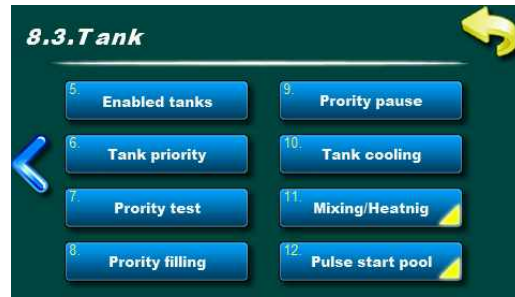 8.3.Tank
5. Enabled tanks
6. Tank priority
7. Prority test
8. Prority filling
9. Prority pause
10. Tank cooling
11. Mixing/Heatnig
12. Pulse start pool